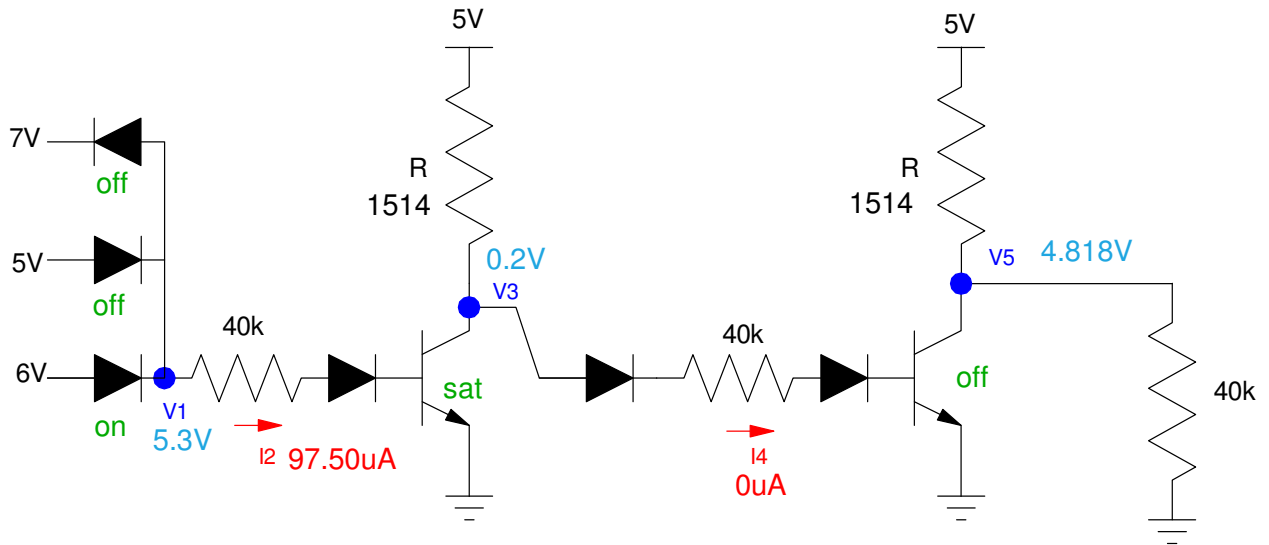 5V
5V
7V
off
R
1514
R
1514
5V
off
0.2V
V3
V5
4.818V
40k
40k
6V
on
V1
5.3V
sat
off
40k
I2
97.50uA
I4
0uA